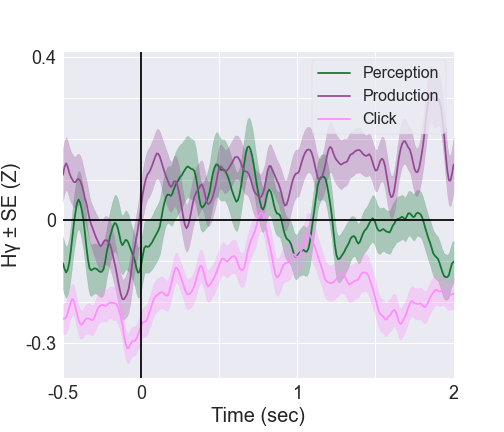 0.4
0
-0.3
Hγ ± SE (Z)
Perception
Production
Click
-0.5
0
1
2
Time (sec)